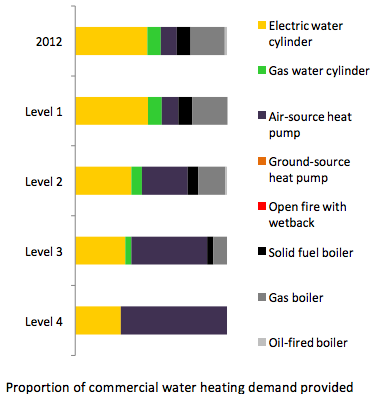 2012
Level 1
Level 2
Level 3
Level 4
Electric water
cylinder
Gas water cylinder
Air-source heat
pump
Ground-source
heat pump
Open fire with
wetback
Solid fuel boiler
Gas boiler
Oil-fired boiler
Proportion of commercial water heating demand provided